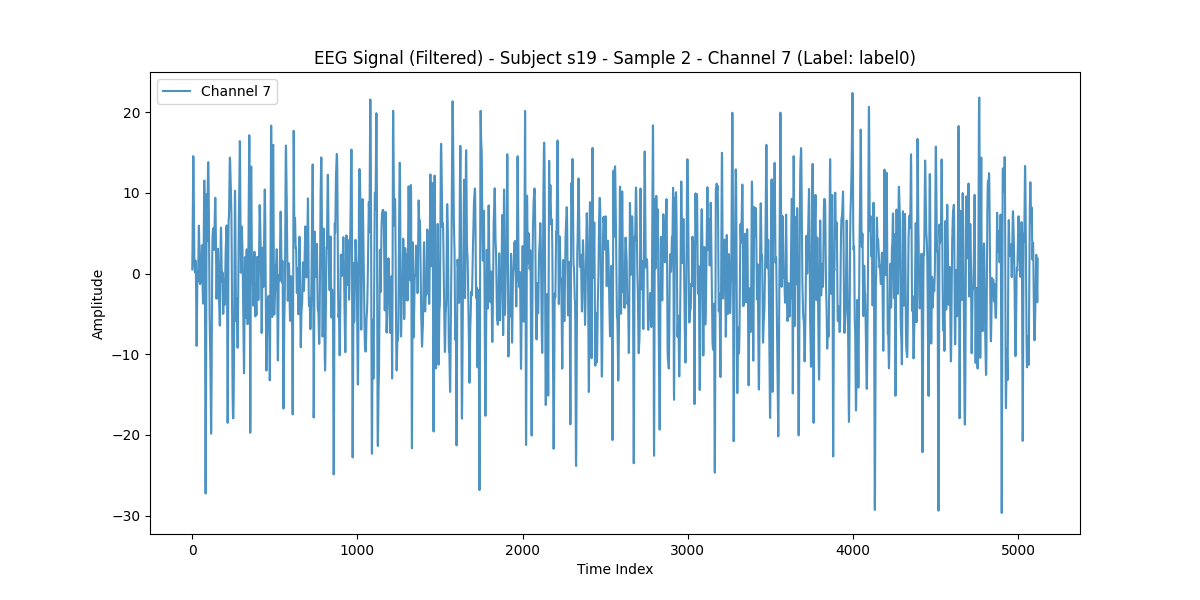 EEG Signal (Filtered) - Subject s19 - Sample 2 - Channel 7 (Label: label0)
Channel 7
20
10
0
−10
−20
−30
Amplitude
0 1000 2000 3000 4000 5000
Time Index